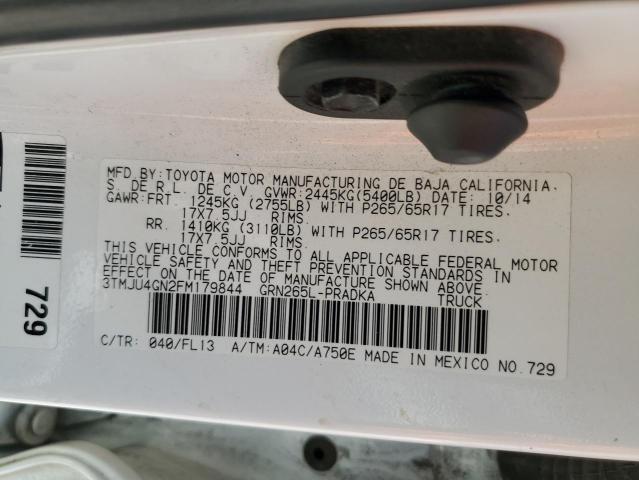 MFD.BY:TOYOTA MOTOR MANUFACTURING DE BAJA CALIFORNIA.
S. DE R.L. DE C.V. GVWR:2445KG(5400LB) DATE: 10/14
GAWR:FRT. 1245KG (2755LB) WITH P265/65R17 TIRES.
17X7.5JJ RIMS.
RR. 1410KG (3110LB) WITH P265/65R17 TIRES.
17X7.5JJ RIMS.
THIS VEHICLE CONFORMS TO ALL APPLICABLE FEDERAL MOTOR
VEHICLE SAFETY AND THEFT PREVENTION STANDARDS IN
EFFECT ON THE DATE OF MANUFACTURE SHOWN ABOVE.
3TMJU4GN2FM179844 GRN265L-PRADKA TRUCK
C/TR: 040/FL13 A/TM:A04C/A750E MADE IN MEXICO NO.729
729